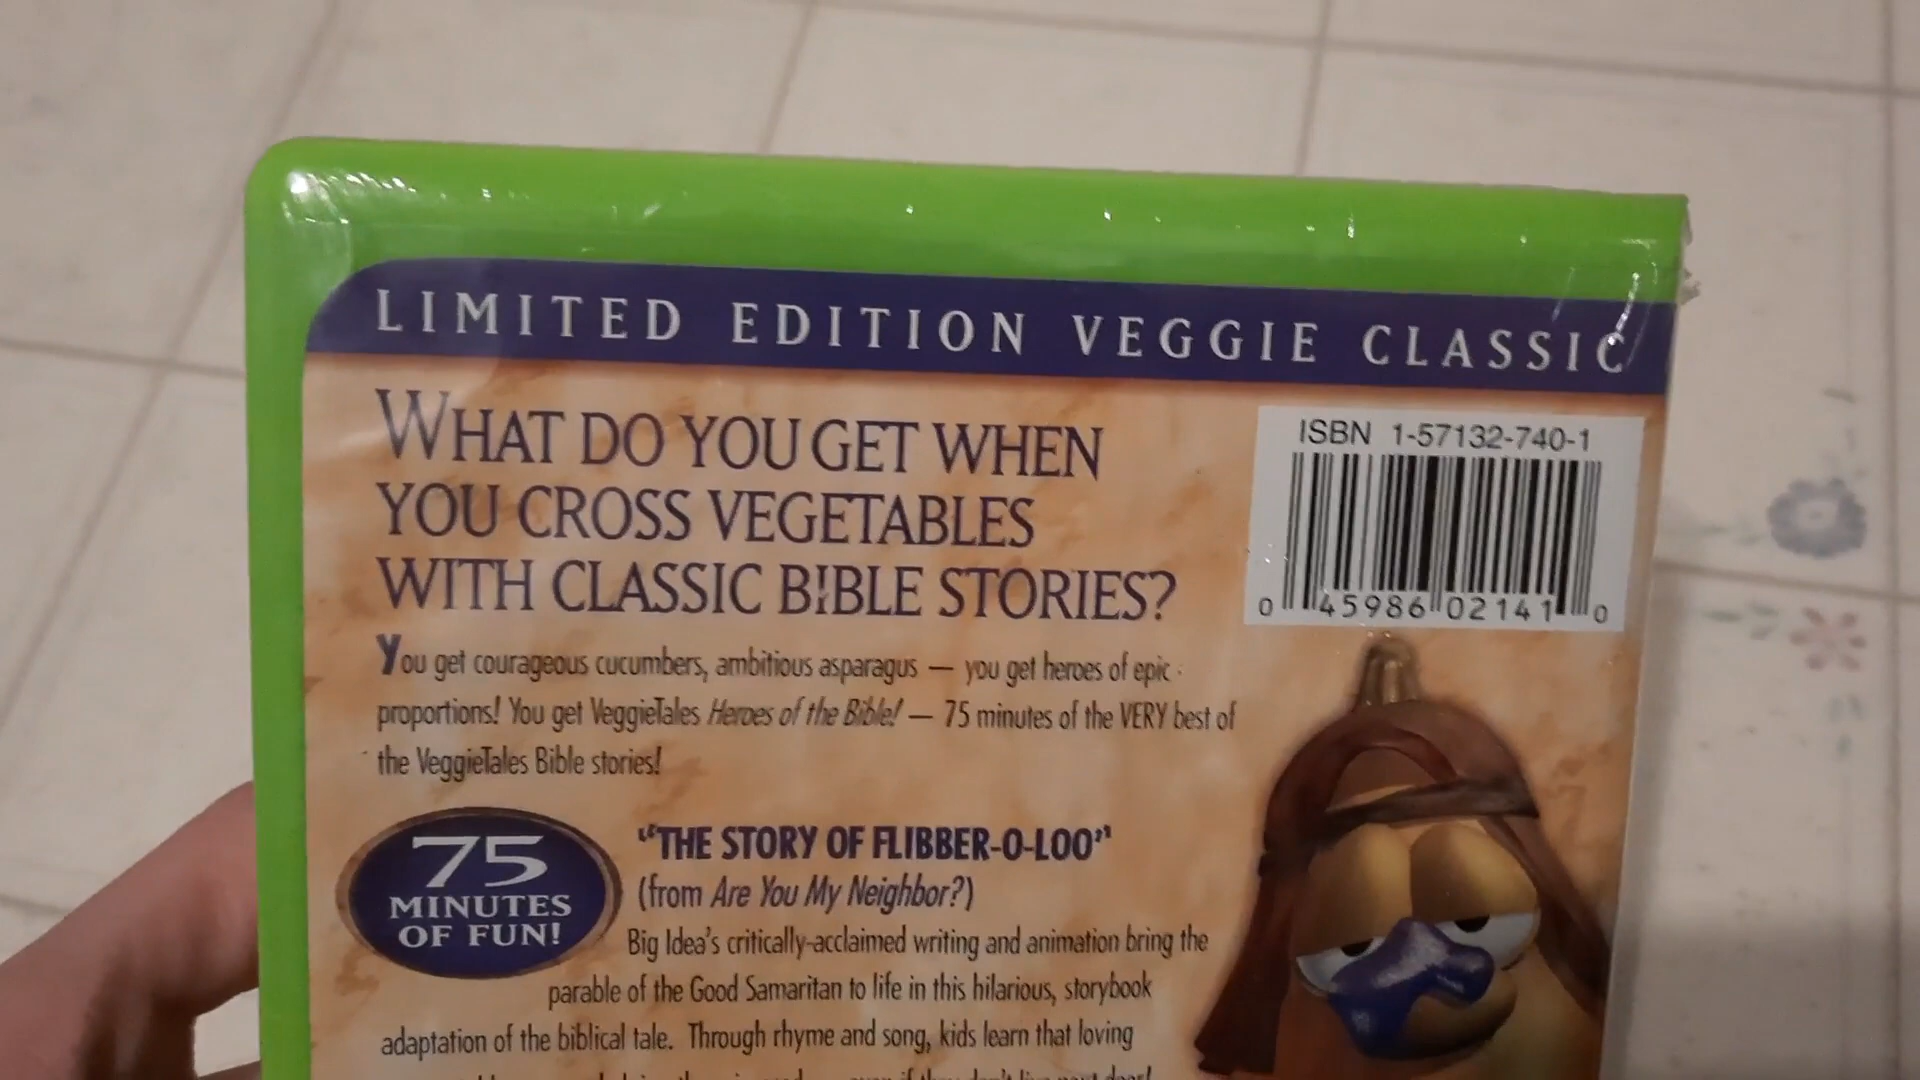 LIMITED EDITION VEGGIE CLASSIC
WHAT DO YOU GET WHEN
YOU CROSS VEGETABLES
WITH CLASSIC BIBLE STORIES?
ISBN 1-57132-740-1
0 45986 02141 0
You get courageous cucumbers, ambitious asparagus — you get heroes of epic
proportions! You get VeggieTales Heroes of the Bible! — 75 minutes of the VERY best of
the VeggieTales Bible stories!
75
MINUTES
OF FUN!
"THE STORY OF FLIBBER-O-LOO"
(from Are You My Neighbor?)
Big Idea's critically-acclaimed writing and animation bring the
parable of the Good Samaritan to life in this hilarious, storybook
adaptation of the biblical tale. Through rhyme and song, kids learn that loving